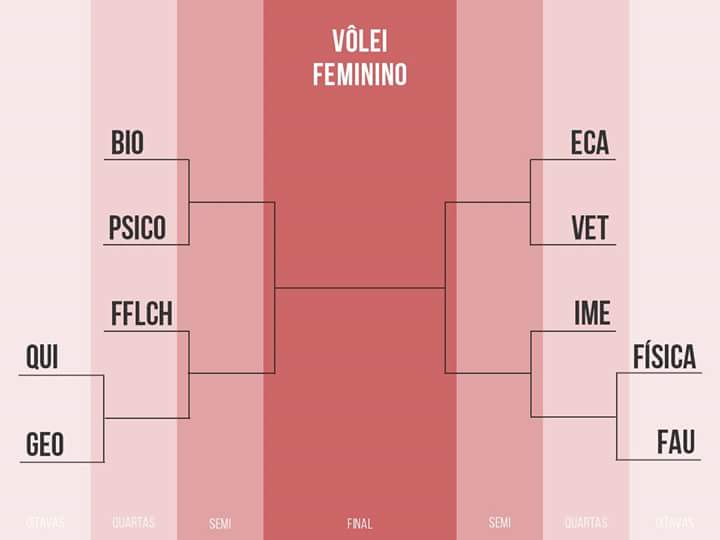 VÔLEI
FEMININO
BIO
ECA
PSICO
VET
FFLCH
IME
QUI
FÍSICA
GEO
FAU
OITAVAS
QUARTAS
SEMI
FINAL
SEMI
QUARTAS
OITAVAS